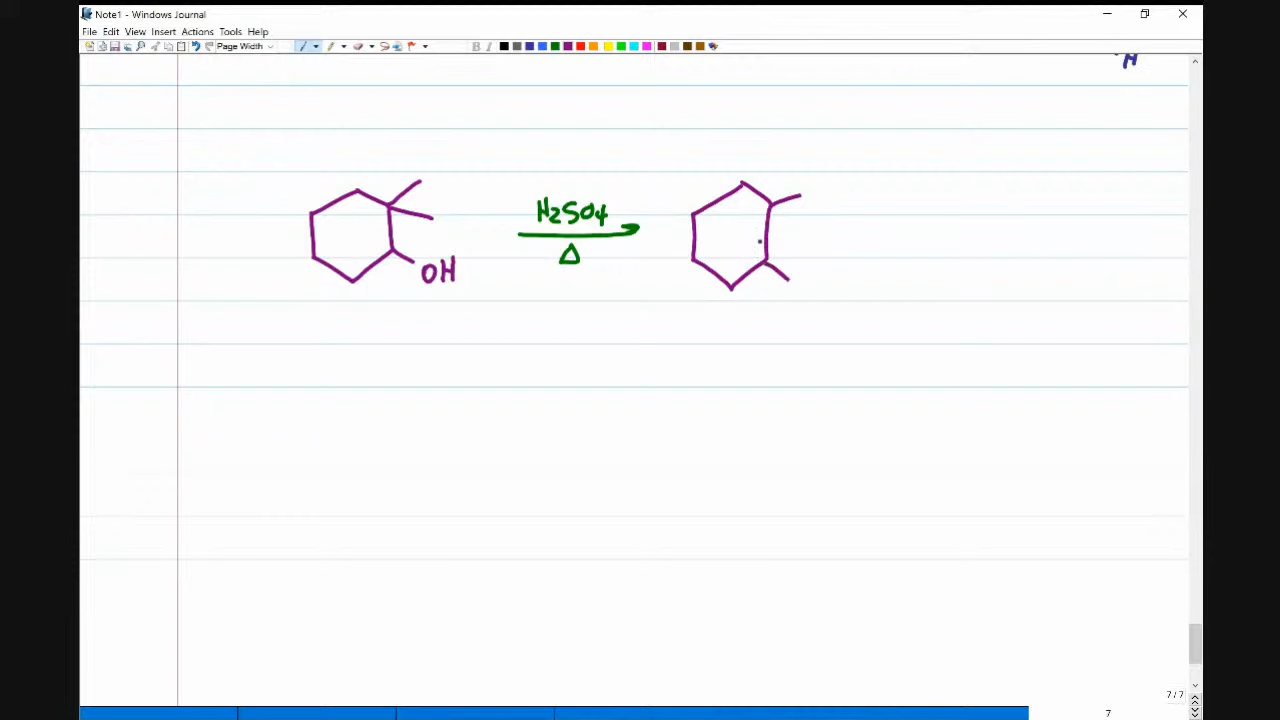 Note1 - Windows Journal
File Edit View Insert Actions Tools Help
Page Width
B I
H
H2SO4
Δ
OH
7 / 7
7